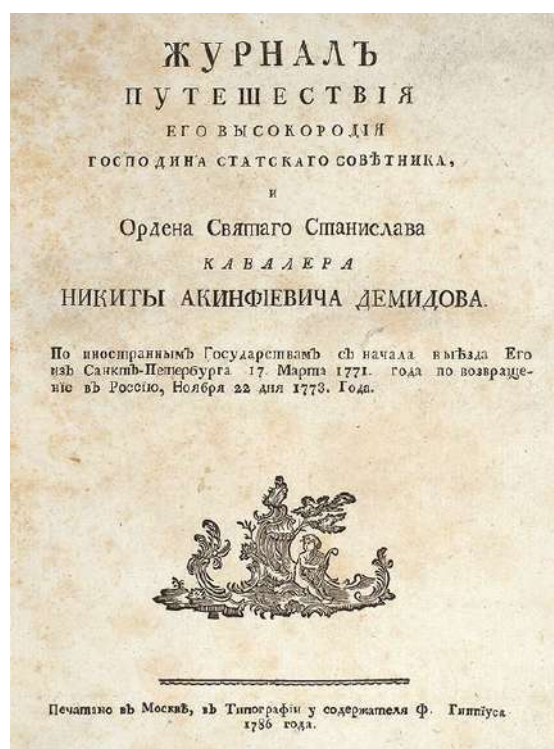 ЖУРНАЛЪ
ПУТЕШЕСТВІЯ
ЕГО ВЫСОКОРОДІЯ
ГОСПОДИНА СТАТСКАГО СОВѢТНИКА,
и
Ордена Святаго Станислава
КАВАЛЕРА
НИКИТЫ АКИНФІЕВИЧА ДЕМИДОВА.
По иностраннымъ Государствамъ съ начала выѣзда Его
изъ Санктъ-Петербурга 17. Марта 1771. года по возвраще-
ніе въ Россію, Ноября 22 дня 1773. Года.
Печатано въ Москвѣ, въ Типографіи у содержателя Ф. Гиппіуса
1786 года.